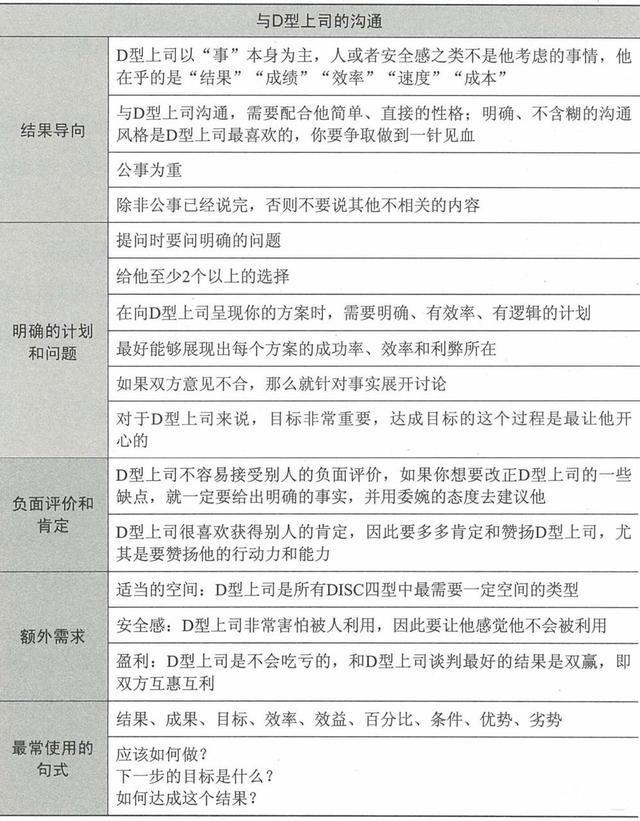 与D型上司的沟通
结果导向
D型上司以“事”本身为主，人或者安全感之类不是他考虑的事情，他
在乎的是“结果”“成绩”“效率”“速度”“成本”
与D型上司沟通，需要配合他简单、直接的性格；明确、不含糊的沟通
风格是D型上司最喜欢的，你要争取做到一针见血
公事为重
除非公事已经说完，否则不要说其他不相关的内容
明确的计划
和问题
提问时要问明确的问题
给他至少2个以上的选择
在向D型上司呈现你的方案时，需要明确、有效率、有逻辑的计划
最好能够展现出每个方案的成功率、效率和利弊所在
如果双方意见不合，那么就针对事实展开讨论
对于D型上司来说，目标非常重要，达成目标的这个过程是最让他开
心的
负面评价和
肯定
D型上司不容易接受别人的负面评价，如果你想要改正D型上司的一些
缺点，就一定要给出明确的事实，并用委婉的态度去建议他
D型上司很喜欢获得别人的肯定，因此要多多肯定和赞扬D型上司，尤
其是要赞扬他的行动力和能力
额外需求
适当的空间：D型上司是所有DISC四型中最需要一定空间的类型
安全感：D型上司非常害怕被人利用，因此要让他感觉他不会被利用
盈利：D型上司是不会吃亏的，和D型上司谈判最好的结果是双赢，即
双方互惠互利
最常使用的
句式
结果、成果、目标、效率、效益、百分比、条件、优势、劣势
应该如何做？
下一步的目标是什么？
如何达成这个结果？